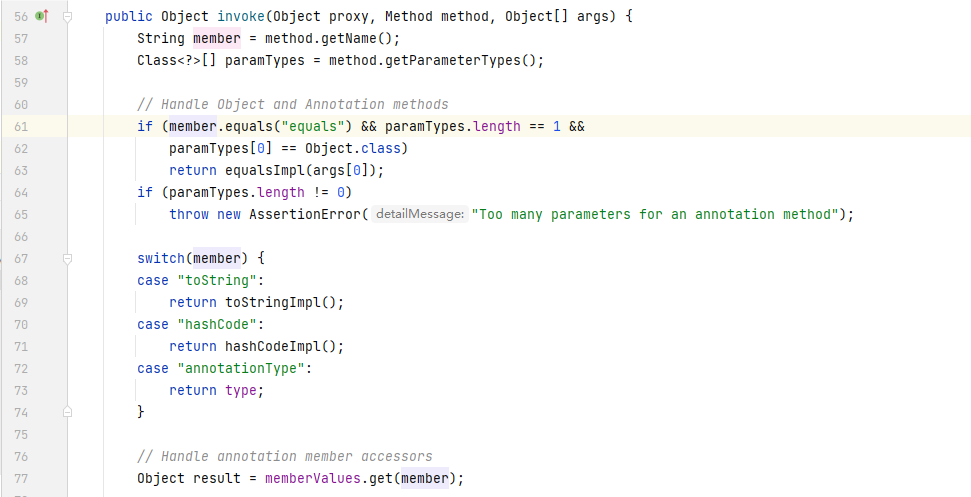 56 public Object invoke(Object proxy, Method method, Object[] args) {
57 String member = method.getName();
58 Class<?>[] paramTypes = method.getParameterTypes();
59
60 // Handle Object and Annotation methods
61 if (member.equals("equals") && paramTypes.length == 1 &&
62 paramTypes[0] == Object.class)
63 return equalsImpl(args[0]);
64 if (paramTypes.length != 0)
65 throw new AssertionError( detailMessage: "Too many parameters for an annotation method");
66
67 switch(member) {
68 case "toString":
69 return toStringImpl();
70 case "hashCode":
71 return hashCodeImpl();
72 case "annotationType":
73 return type;
74 }
75
76 // Handle annotation member accessors
77 Object result = memberValues.get(member);